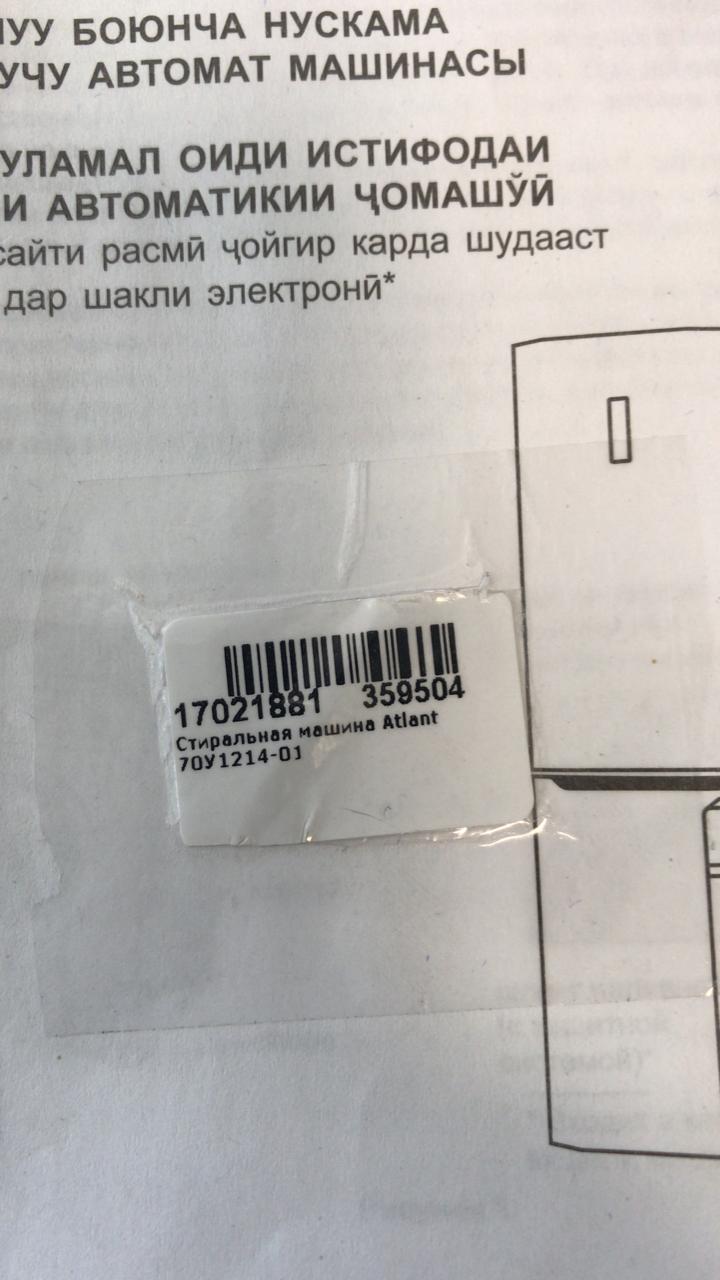 ЧУУ БОЮНЧА НУСКАМА
УЧУ АВТОМАТ МАШИНАСЫ
УЛАМАЛ ОИДИ ИСТИФОДАИ
И АВТОМАТИКИИ ҶОМАШӮӢ
сайти расмӣ ҷойгир карда шудааст
дар шакли электронӣ*
17021881 359504
Стиральная машина Atlant
70У1214-01